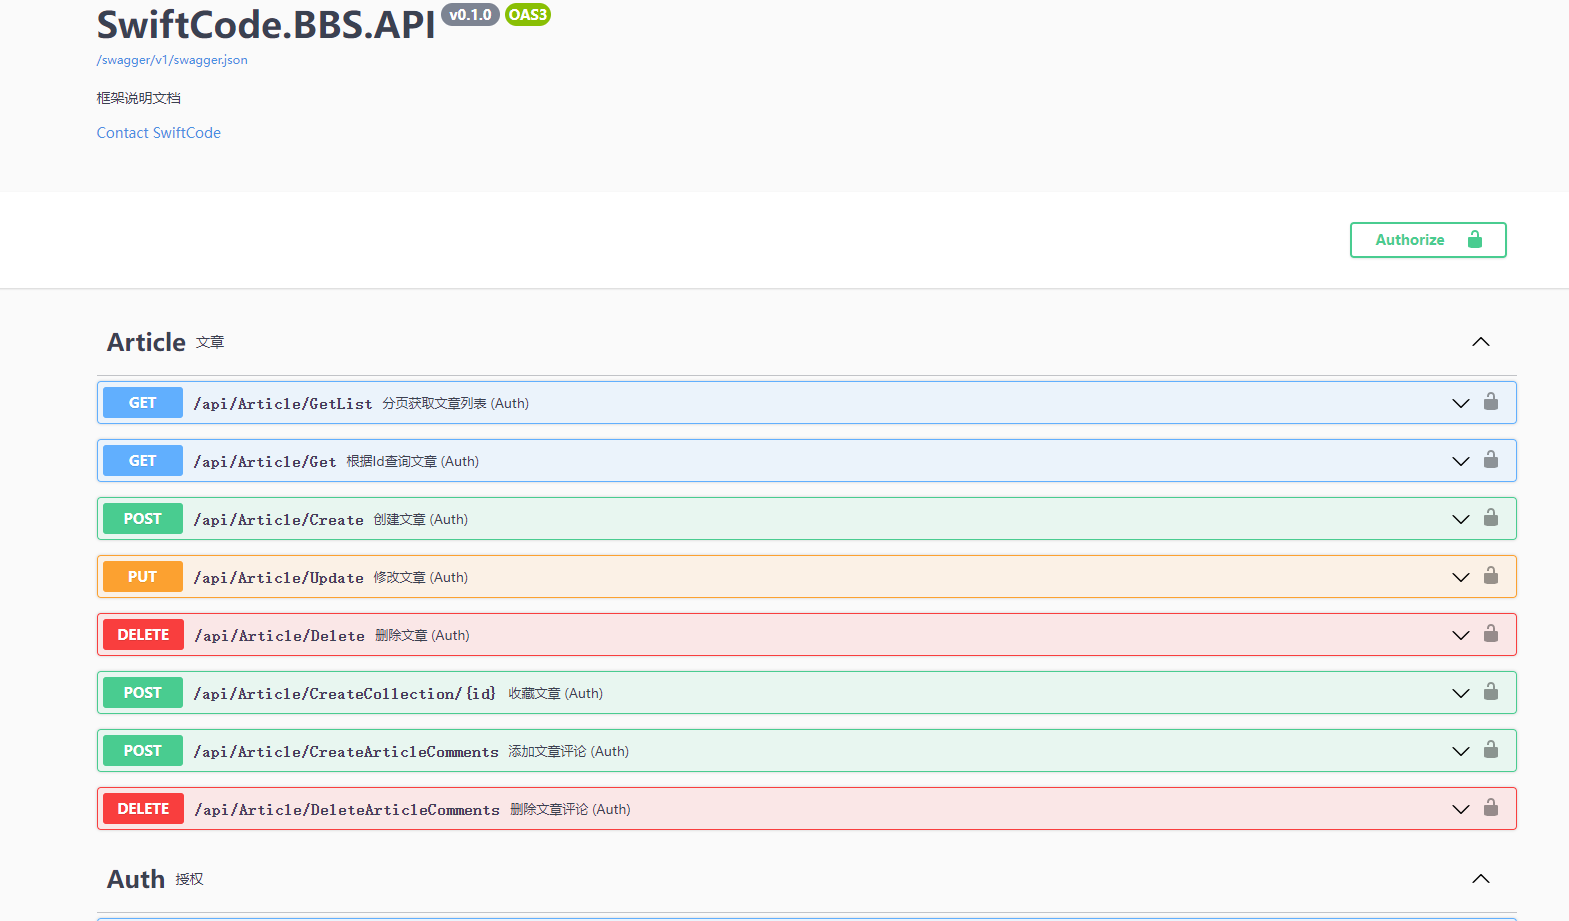 SwiftCode.BBS.API v0.1.0 OAS3
/swagger/v1/swagger.json
框架说明文档
Contact SwiftCode
Authorize
Article 文章
GET /api/Article/GetList 分页获取文章列表 (Auth)
GET /api/Article/Get 根据Id查询文章 (Auth)
POST /api/Article/Create 创建文章 (Auth)
PUT /api/Article/Update 修改文章 (Auth)
DELETE /api/Article/Delete 删除文章 (Auth)
POST /api/Article/CreateCollection/{id} 收藏文章 (Auth)
POST /api/Article/CreateArticleComments 添加文章评论 (Auth)
DELETE /api/Article/DeleteArticleComments 删除文章评论 (Auth)
Auth 授权